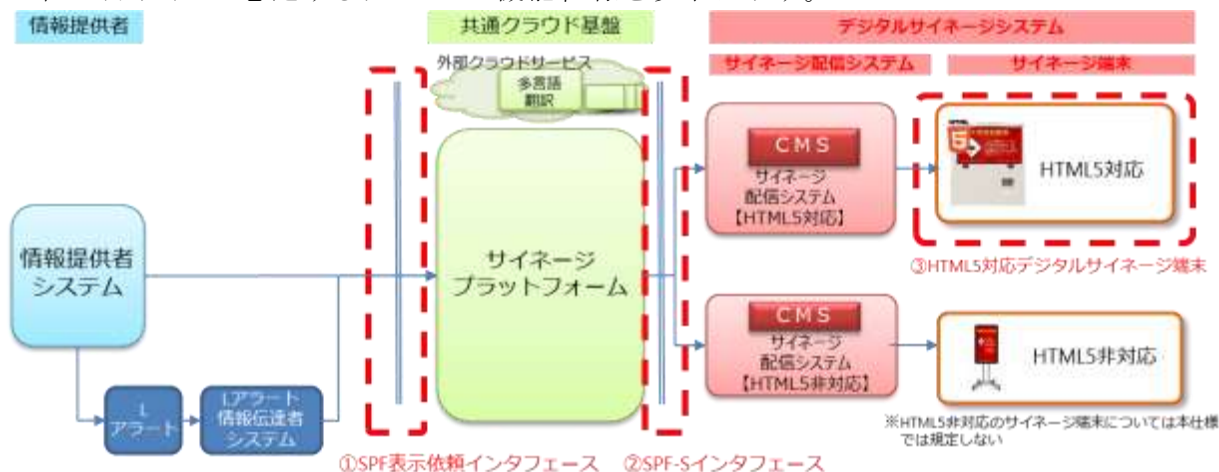 情報提供者
共通クラウド基盤
デジタルサイネージシステム
サイネージ配信システム
サイネージ端末
外部クラウドサービス
多言語
翻訳
情報提供者
システム
L
アラート
Lアラート
情報伝達者
システム
サイネージ
プラットフォーム
CMS
サイネージ
配信システム
【HTML5対応】
HTML5対応
③HTML5対応デジタルサイネージ端末
CMS
サイネージ
配信システム
【HTML5非対応】
HTML5非対応
※HTML5非対応のサイネージ端末については本仕様
では規定しない
①SPF表示依頼インタフェース
②SPF-Sインタフェース